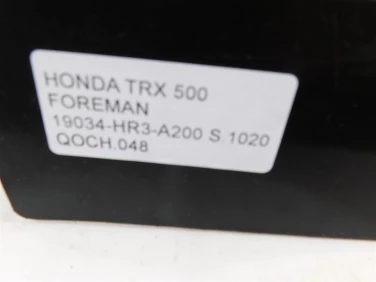 HONDA TRX 500
FOREMAN
19034-HR3-A200 S.1020
QOCH.048